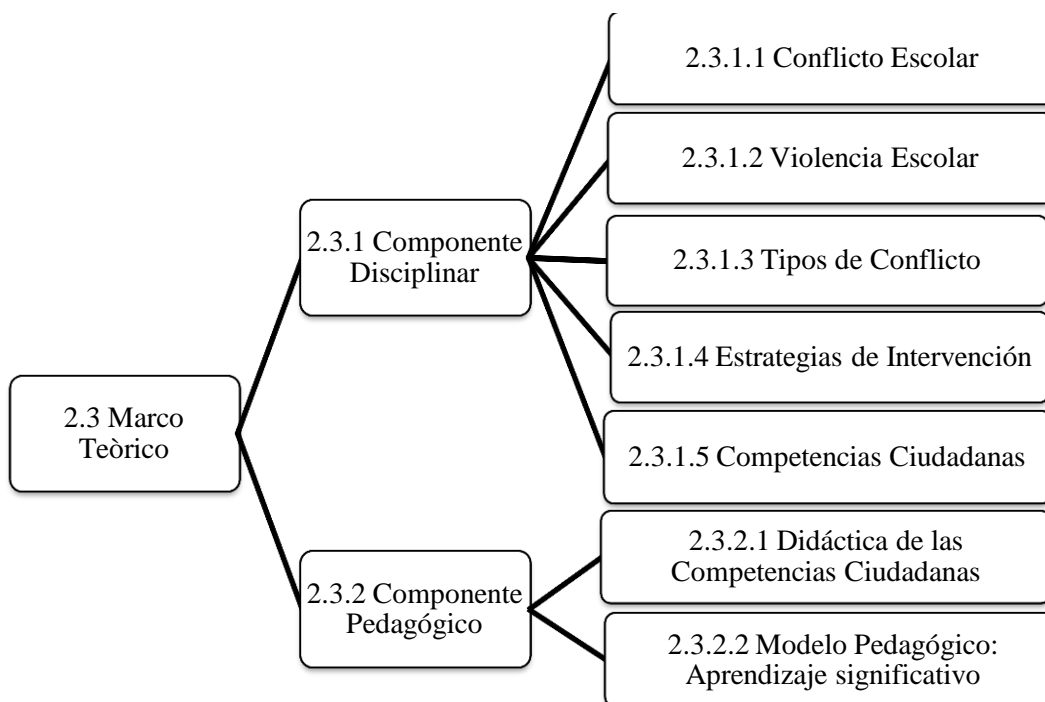 2.3 Marco
Teòrico
2.3.1 Componente
Disciplinar
2.3.1.1 Conflicto Escolar
2.3.1.2 Violencia Escolar
2.3.1.3 Tipos de Conflicto
2.3.1.4 Estrategias de Intervención
2.3.1.5 Competencias Ciudadanas
2.3.2 Componente
Pedagógico
2.3.2.1 Didáctica de las
Competencias Ciudadanas
2.3.2.2 Modelo Pedagógico:
Aprendizaje significativo